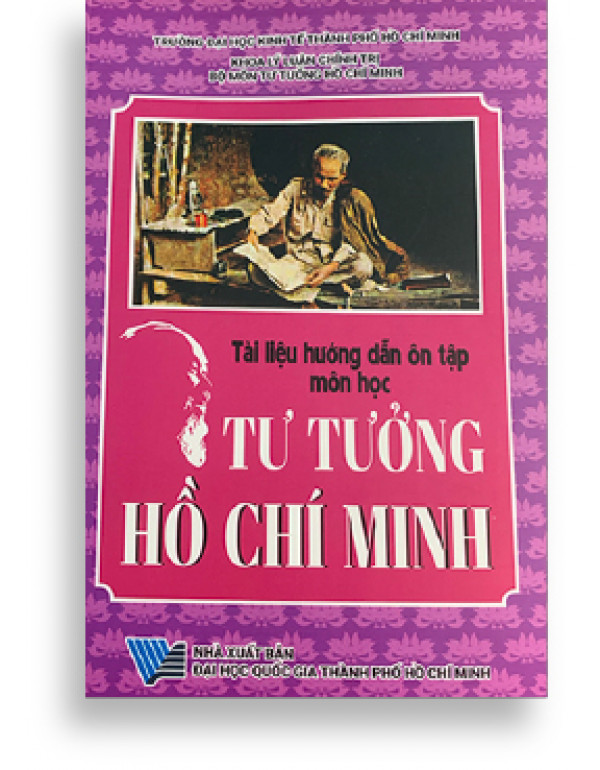 TRƯỜNG ĐẠI HỌC KINH TẾ THÀNH PHỐ HỒ CHÍ MINH
KHOA LÝ LUẬN CHÍNH TRỊ
BỘ MÔN TƯ TƯỞNG HỒ CHÍ MINH
Tài liệu hướng dẫn ôn tập
môn học
TƯ TƯỞNG
HỒ CHÍ MINH
NHÀ XUẤT BẢN
ĐẠI HỌC QUỐC GIA THÀNH PHỐ HỒ CHÍ MINH